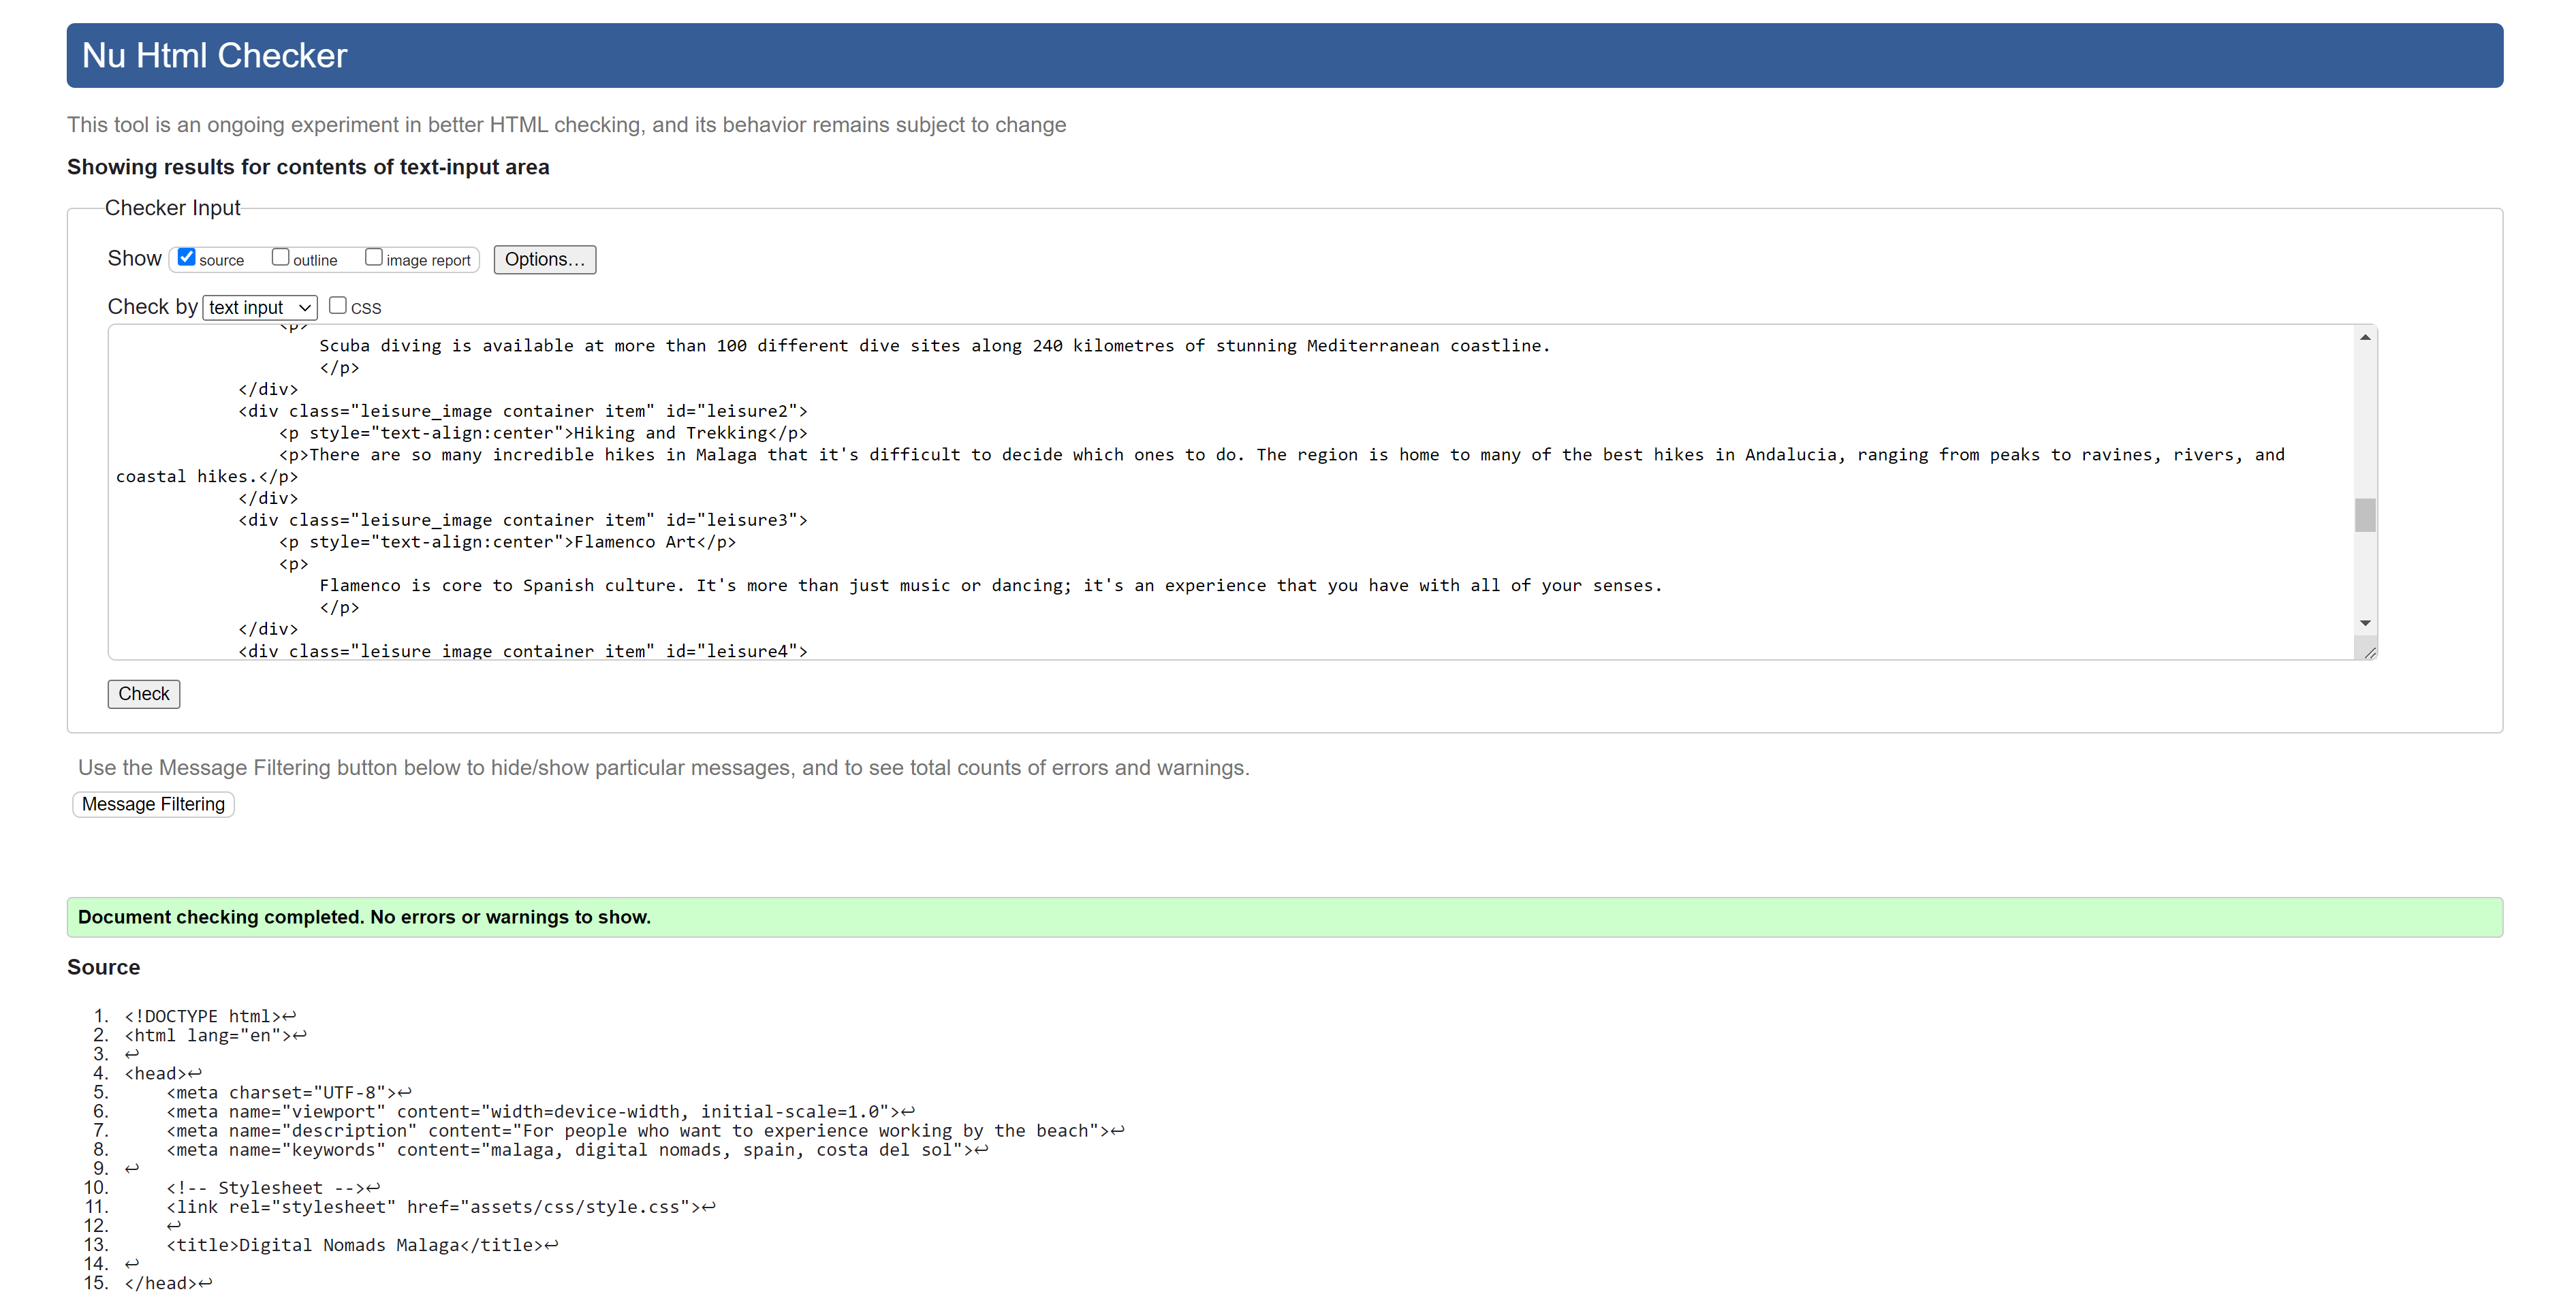 Nu Html Checker
This tool is an ongoing experiment in better HTML checking, and its behavior remains subject to change
Showing results for contents of text-input area
Checker Input
Show source outline image report Options...
Check by text input CSS
<p>
Scuba diving is available at more than 100 different dive sites along 240 kilometres of stunning Mediterranean coastline.
</p>
</div>
<div class="leisure_image container item" id="leisure2">
<p style="text-align:center">Hiking and Trekking</p>
<p>There are so many incredible hikes in Malaga that it's difficult to decide which ones to do. The region is home to many of the best hikes in Andalucia, ranging from peaks to ravines, rivers, and
coastal hikes.</p>
</div>
<div class="leisure_image container item" id="leisure3">
<p style="text-align:center">Flamenco Art</p>
<p>
Flamenco is core to Spanish culture. It's more than just music or dancing; it's an experience that you have with all of your senses.
</p>
</div>
<div class="leisure_image container item" id="leisure4">
Check
Use the Message Filtering button below to hide/show particular messages, and to see total counts of errors and warnings.
Message Filtering
Document checking completed. No errors or warnings to show.
Source
1. <!DOCTYPE html>↩
2. <html lang="en">↩
3. ↩
4. <head>↩
5. <meta charset="UTF-8">↩
6. <meta name="viewport" content="width=device-width, initial-scale=1.0">↩
7. <meta name="description" content="For people who want to experience working by the beach">↩
8. <meta name="keywords" content="malaga, digital nomads, spain, costa del sol">↩
9. ↩
10. <!-- Stylesheet -->↩
11. <link rel="stylesheet" href="assets/css/style.css">↩
12. ↩
13. <title>Digital Nomads Malaga</title>↩
14. ↩
15. </head>↩